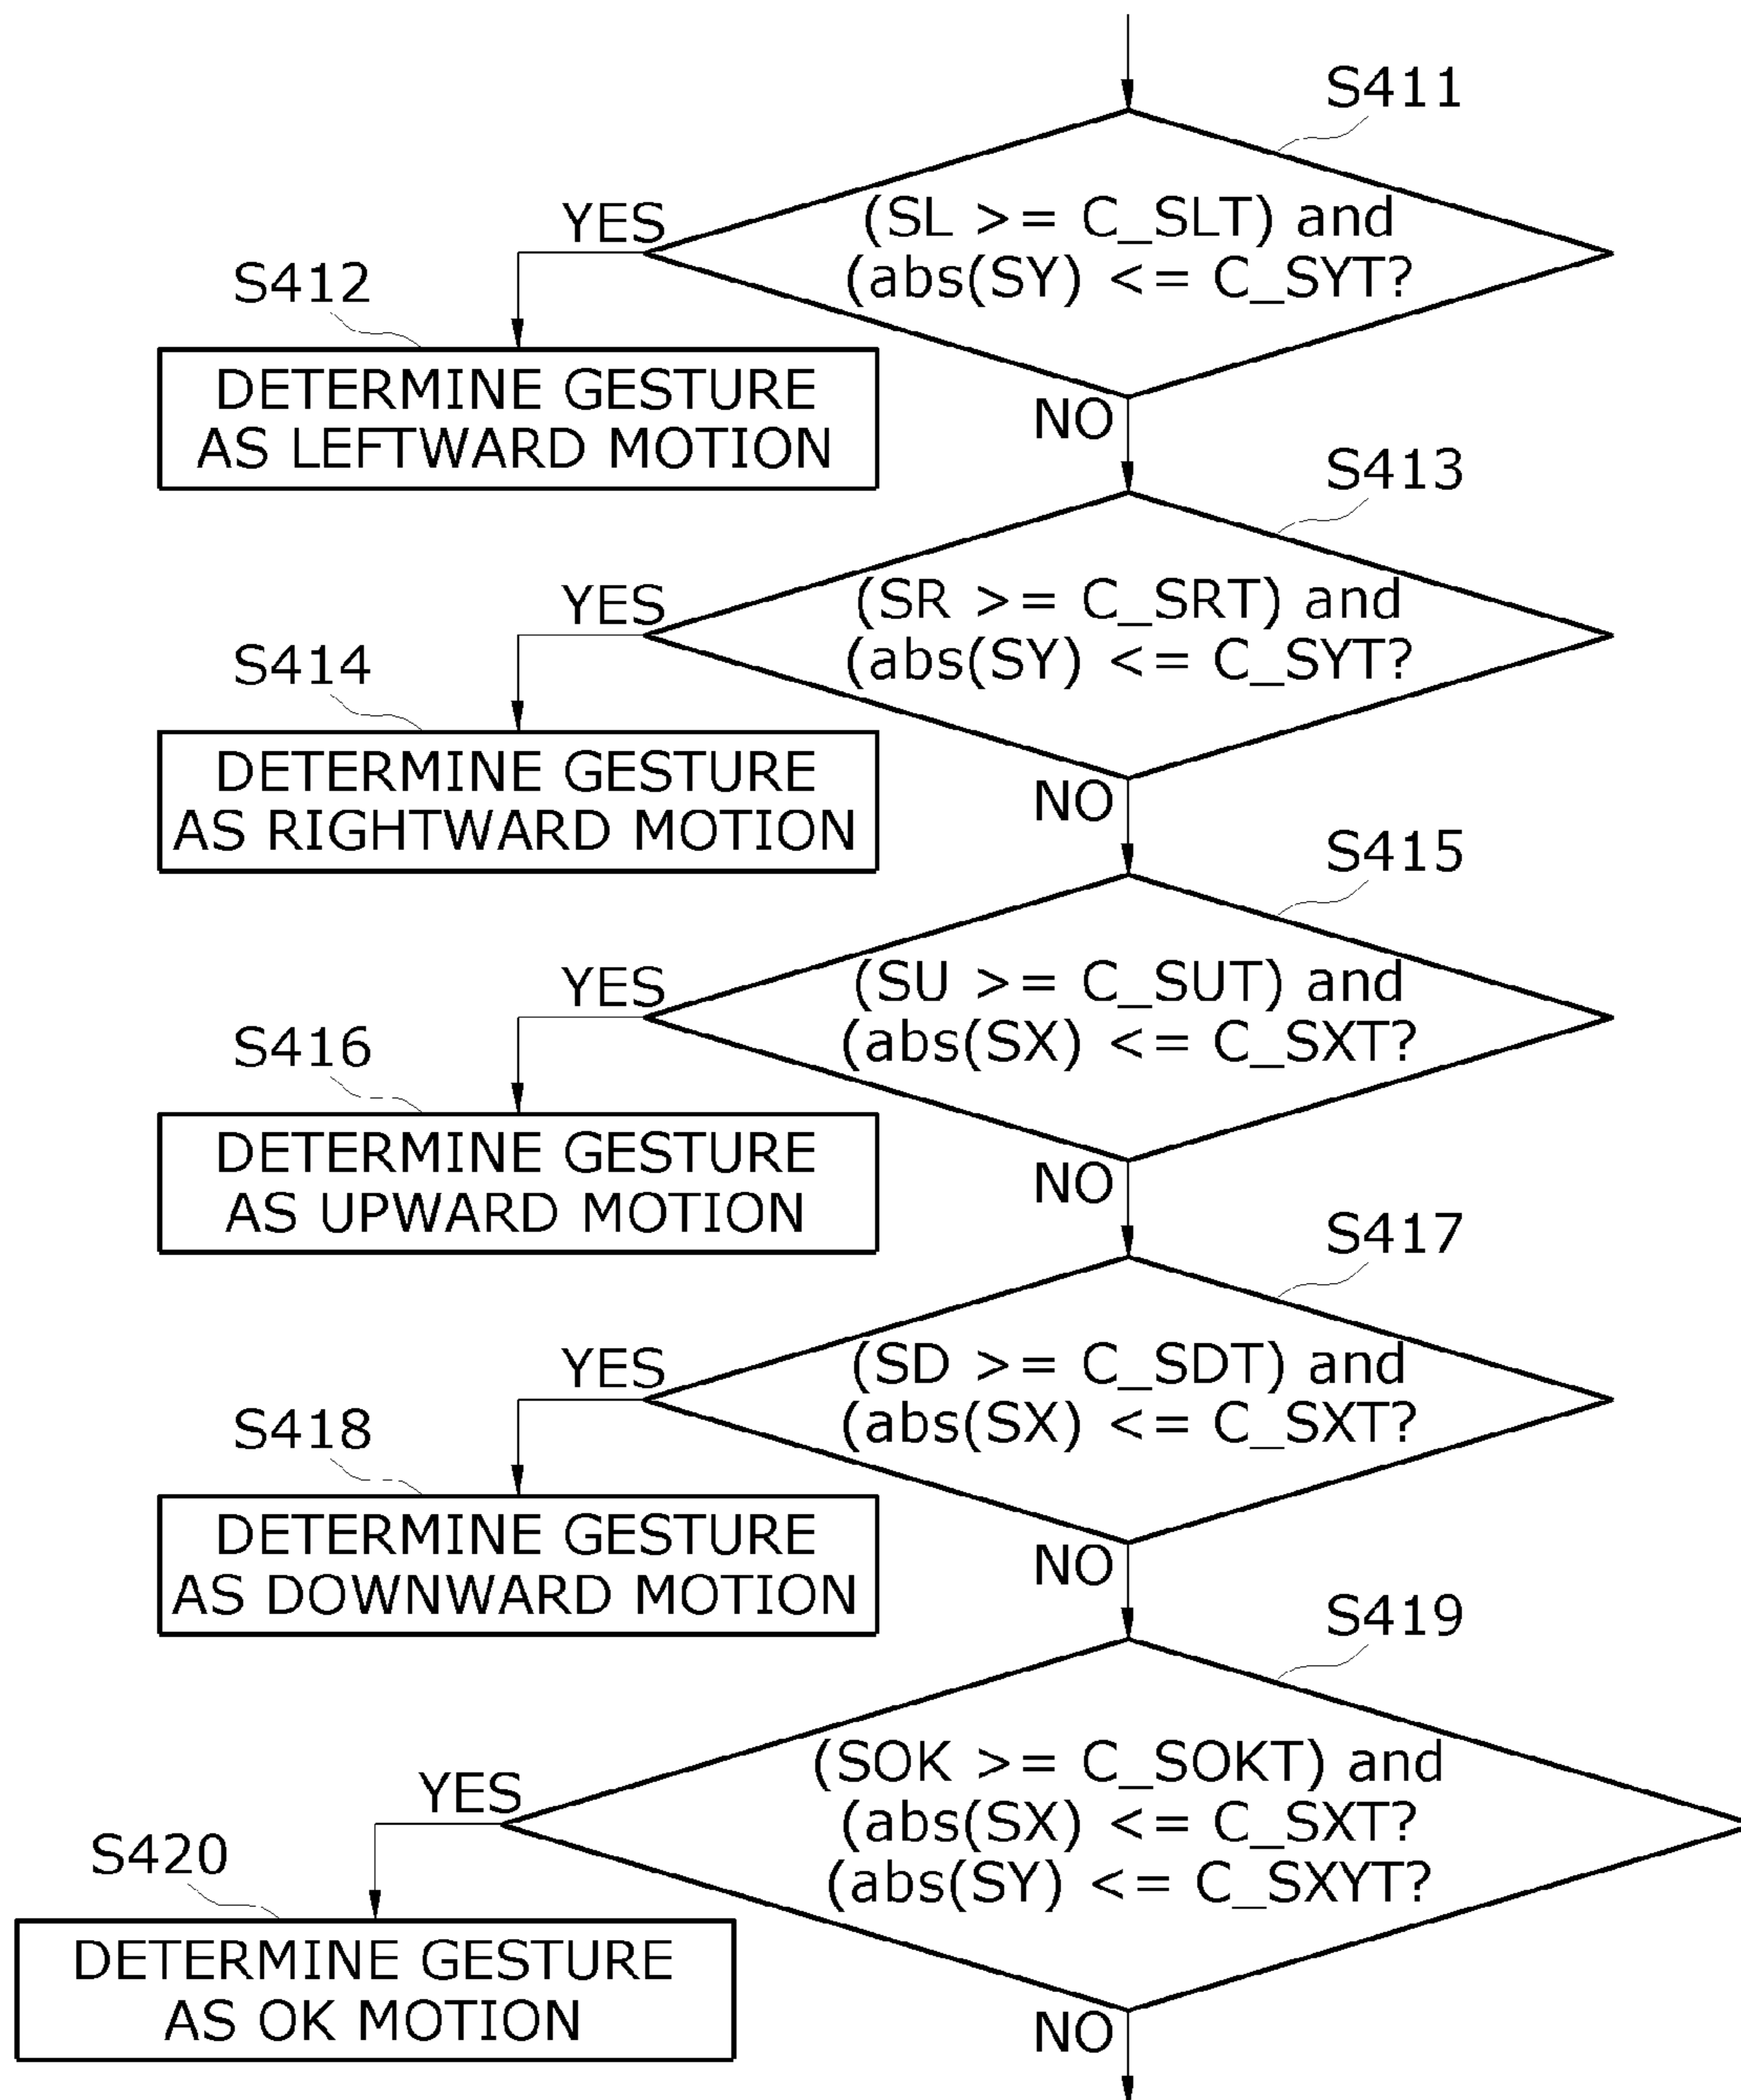 S411
(SL >= C_SLT) and
(abs(SY) <= C_SYT?
YES
S412
DETERMINE GESTURE
AS LEFTWARD MOTION
NO
S413
(SR >= C_SRT) and
(abs(SY) <= C_SYT?
YES
S414
DETERMINE GESTURE
AS RIGHTWARD MOTION
NO
S415
(SU >= C_SUT) and
(abs(SX) <= C_SXT?
YES
S416
DETERMINE GESTURE
AS UPWARD MOTION
NO
S417
(SD >= C_SDT) and
(abs(SX) <= C_SXT?
YES
S418
DETERMINE GESTURE
AS DOWNWARD MOTION
NO
S419
(SOK >= C_SOKT) and
(abs(SX) <= C_SXT?
(abs(SY) <= C_SXYT?
YES
S420
DETERMINE GESTURE
AS OK MOTION
NO